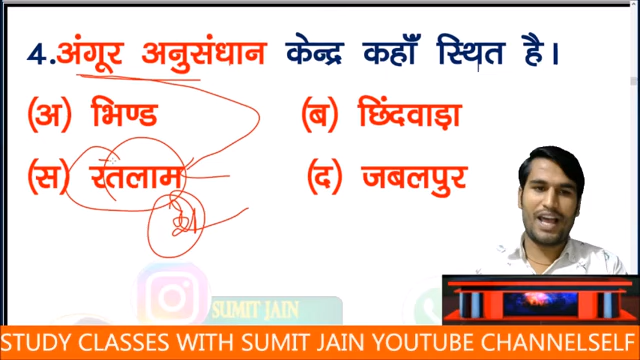 4. अंगूर अनुसंधान केन्द्र कहाँ स्थित है।
(अ) भिण्ड (ब) छिंदवाड़ा
(स) रतलाम (द) जबलपुर
SUMIT JAIN
STUDY CLASSES WITH SUMIT JAIN YOUTUBE CHANNELSELF